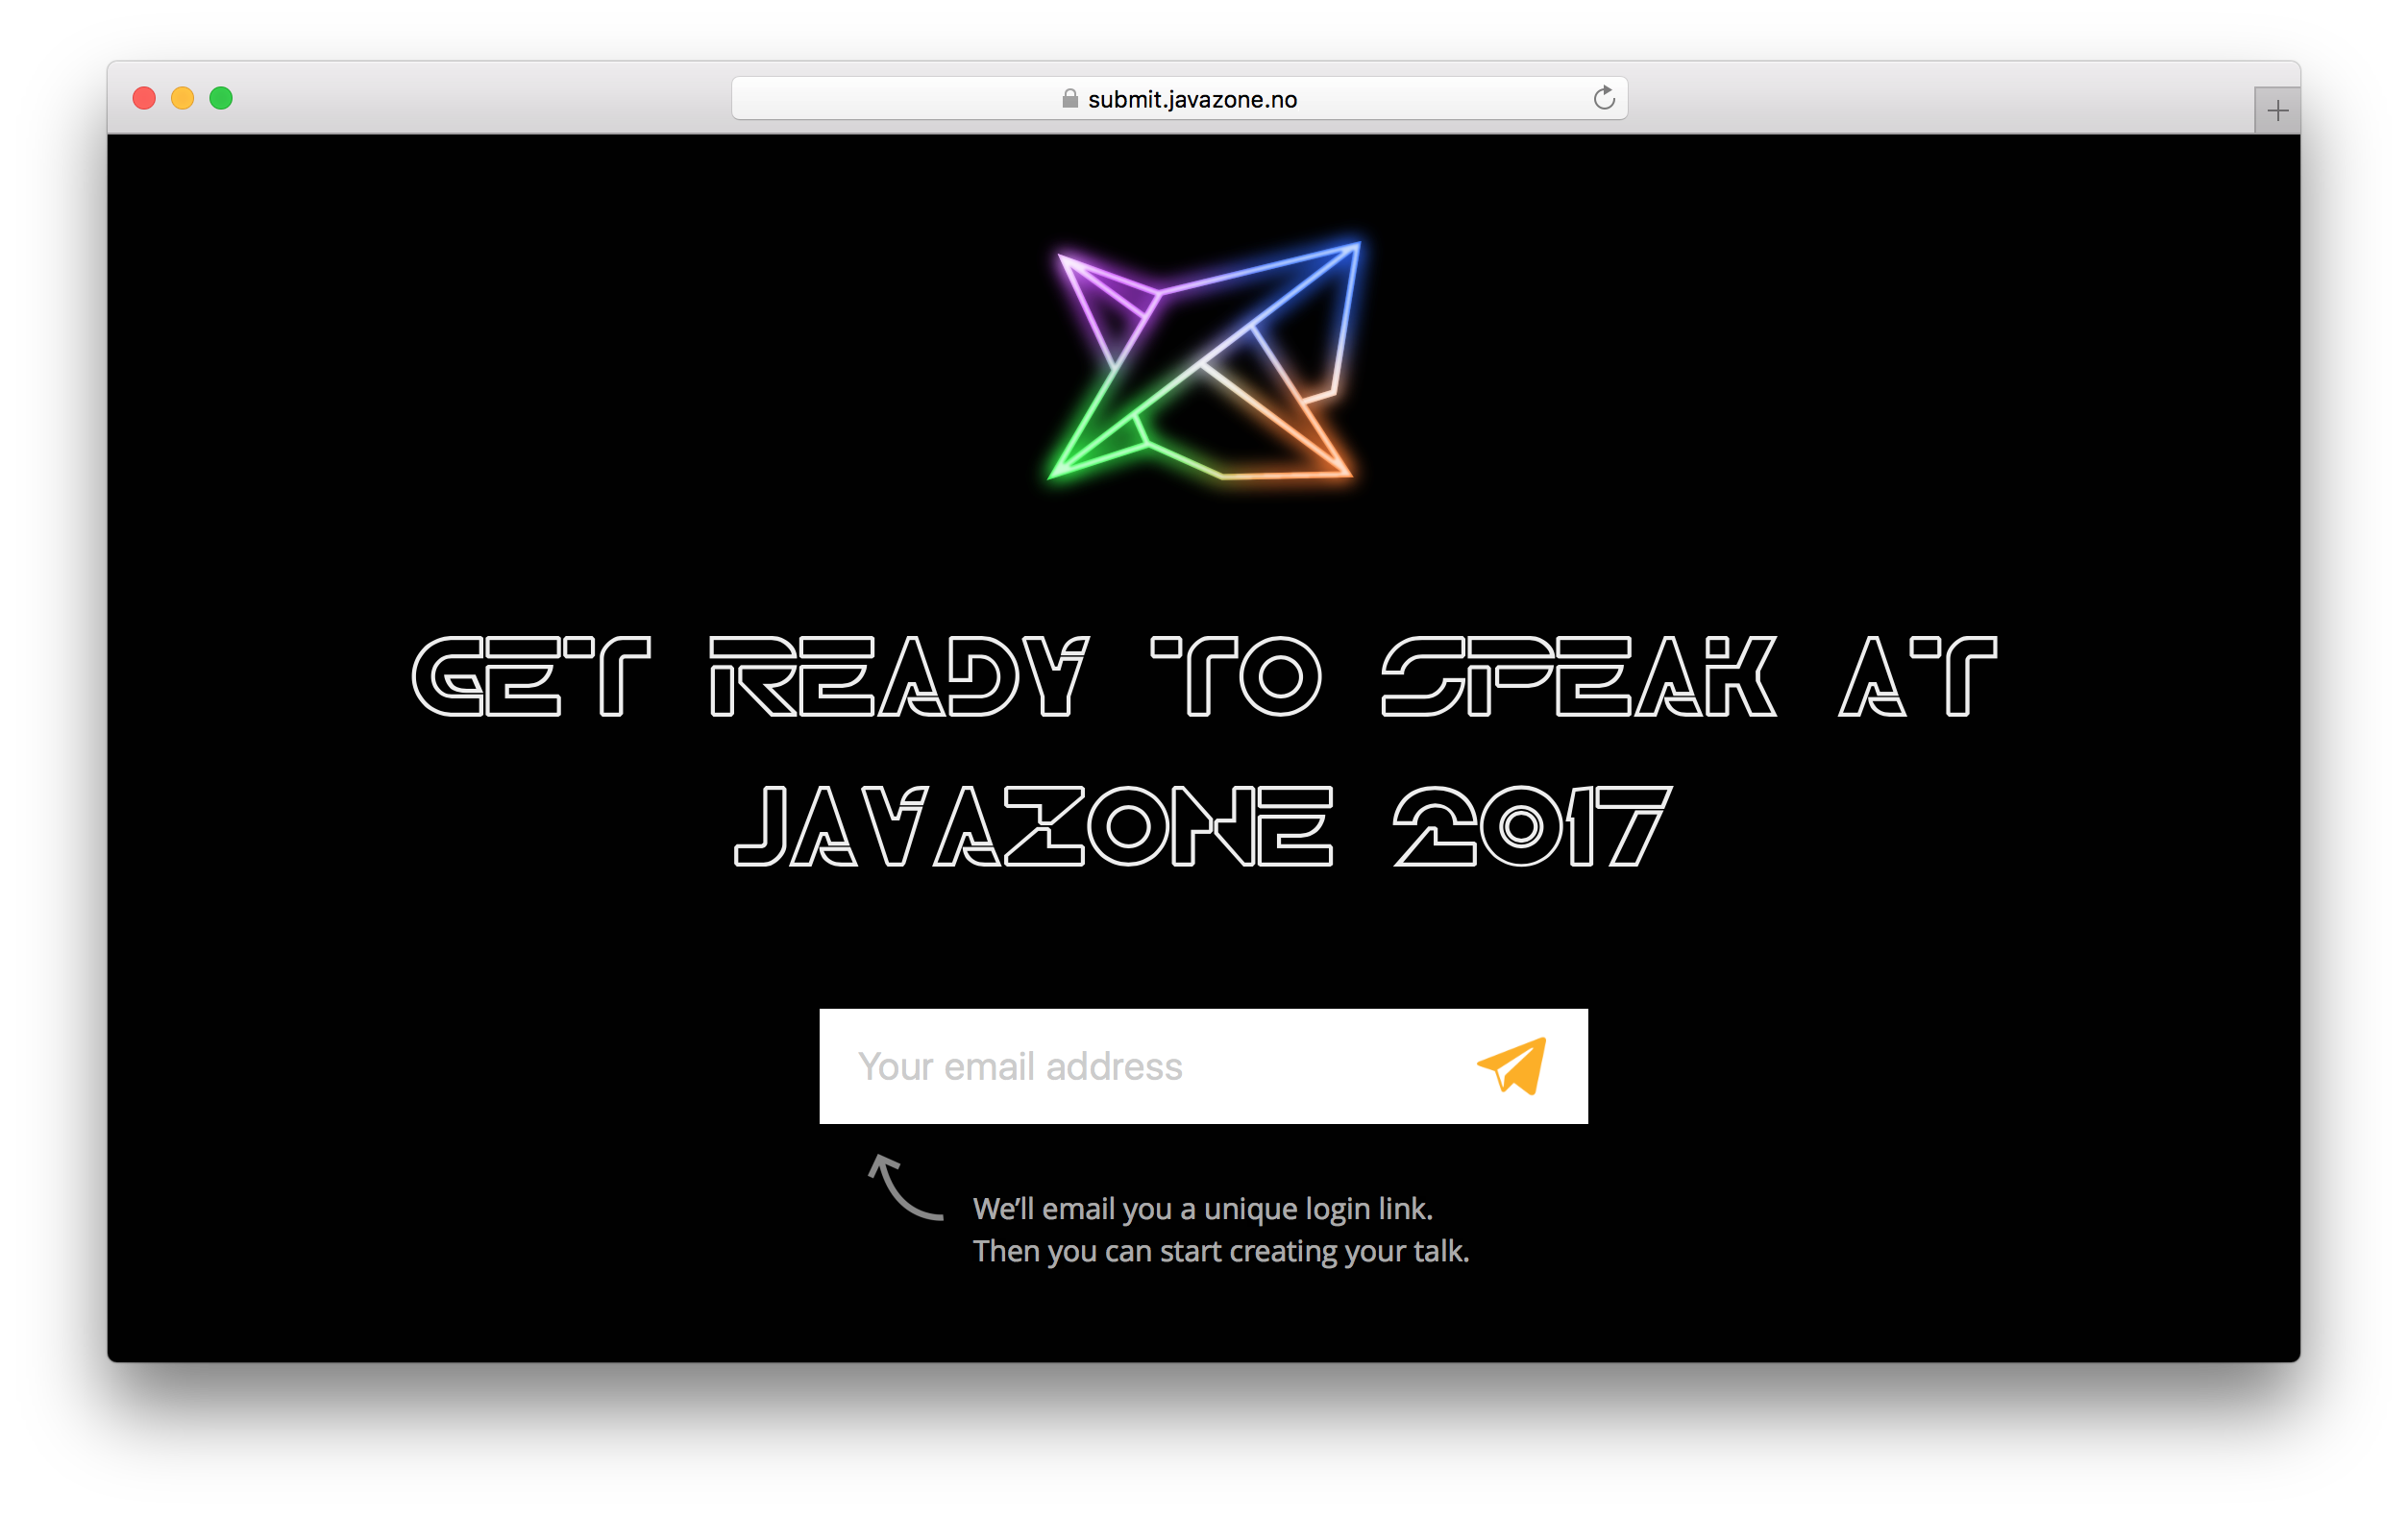 submit.javazone.no
GET READY TO SPEAK AT
JAVAZONE 2017
Your email address
We’ll email you a unique login link.
Then you can start creating your talk.